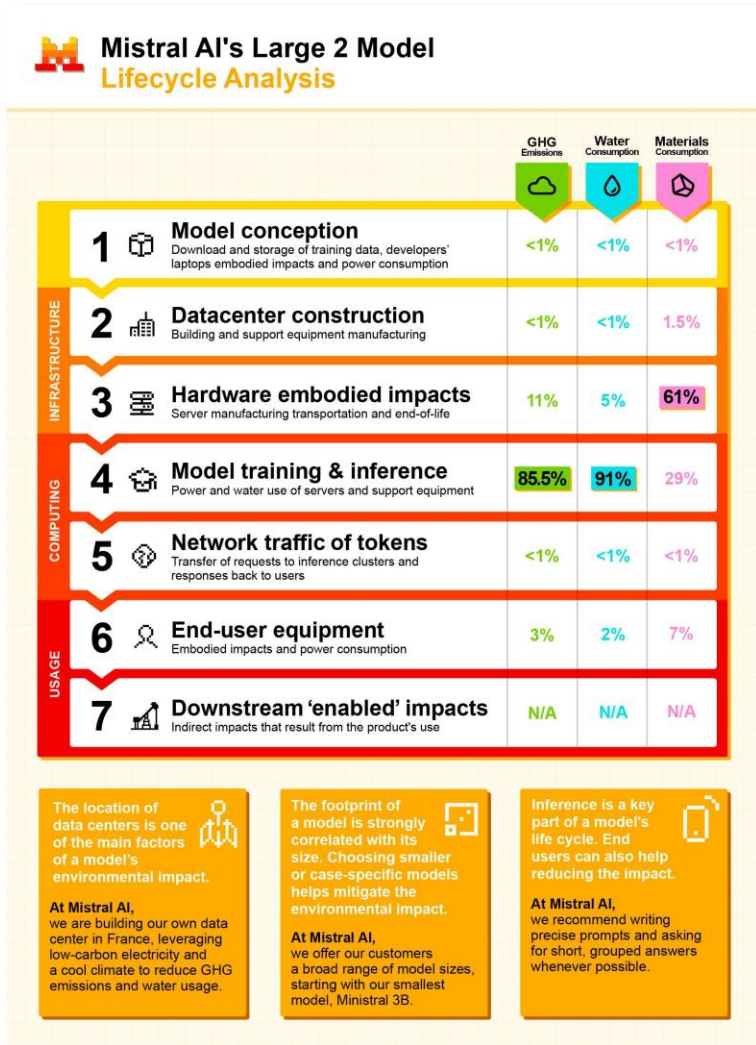 Mistral AI's Large 2 Model
Lifecycle Analysis
GHG
Emissions
Water
Consumption
Materials
Consumption
1
Model conception
Download and storage of training data, developers'
laptops embodied impacts and power consumption
<1%
<1%
<1%
INFRASTRUCTURE
2
Datacenter construction
Building and support equipment manufacturing
<1%
<1%
1.5%
3
Hardware embodied impacts
Server manufacturing transportation and end-of-life
11%
5%
61%
COMPUTING
4
Model training & inference
Power and water use of servers and support equipment
85.5%
91%
29%
5
Network traffic of tokens
Transfer of requests to inference clusters and
responses back to users
<1%
<1%
<1%
USAGE
6
End-user equipment
Embodied impacts and power consumption
3%
2%
7%
7
Downstream ‘enabled’ impacts
Indirect impacts that result from the product's use
N/A
N/A
N/A
The location of
data centers is one
of the main factors
of a model's
environmental impact.
At Mistral AI,
we are building our own data
center in France, leveraging
low-carbon electricity and
a cool climate to reduce GHG
emissions and water usage.
The footprint of
a model is strongly
correlated with its
size. Choosing smaller
or case-specific models
helps mitigate the
environmental impact.
At Mistral AI,
we offer our customers
a broad range of model sizes,
starting with our smallest
model, Ministral 3B.
Inference is a key
part of a model's
life cycle. End
users can also help
reducing the impact.
At Mistral AI,
we recommend writing
precise prompts and asking
for short, grouped answers
whenever possible.